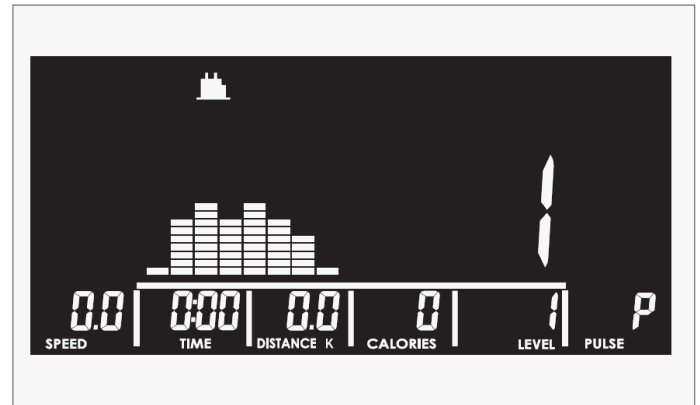 1
0.0 0:00 0.0 0 1 P
SPEED TIME DISTANCE K CALORIES LEVEL PULSE